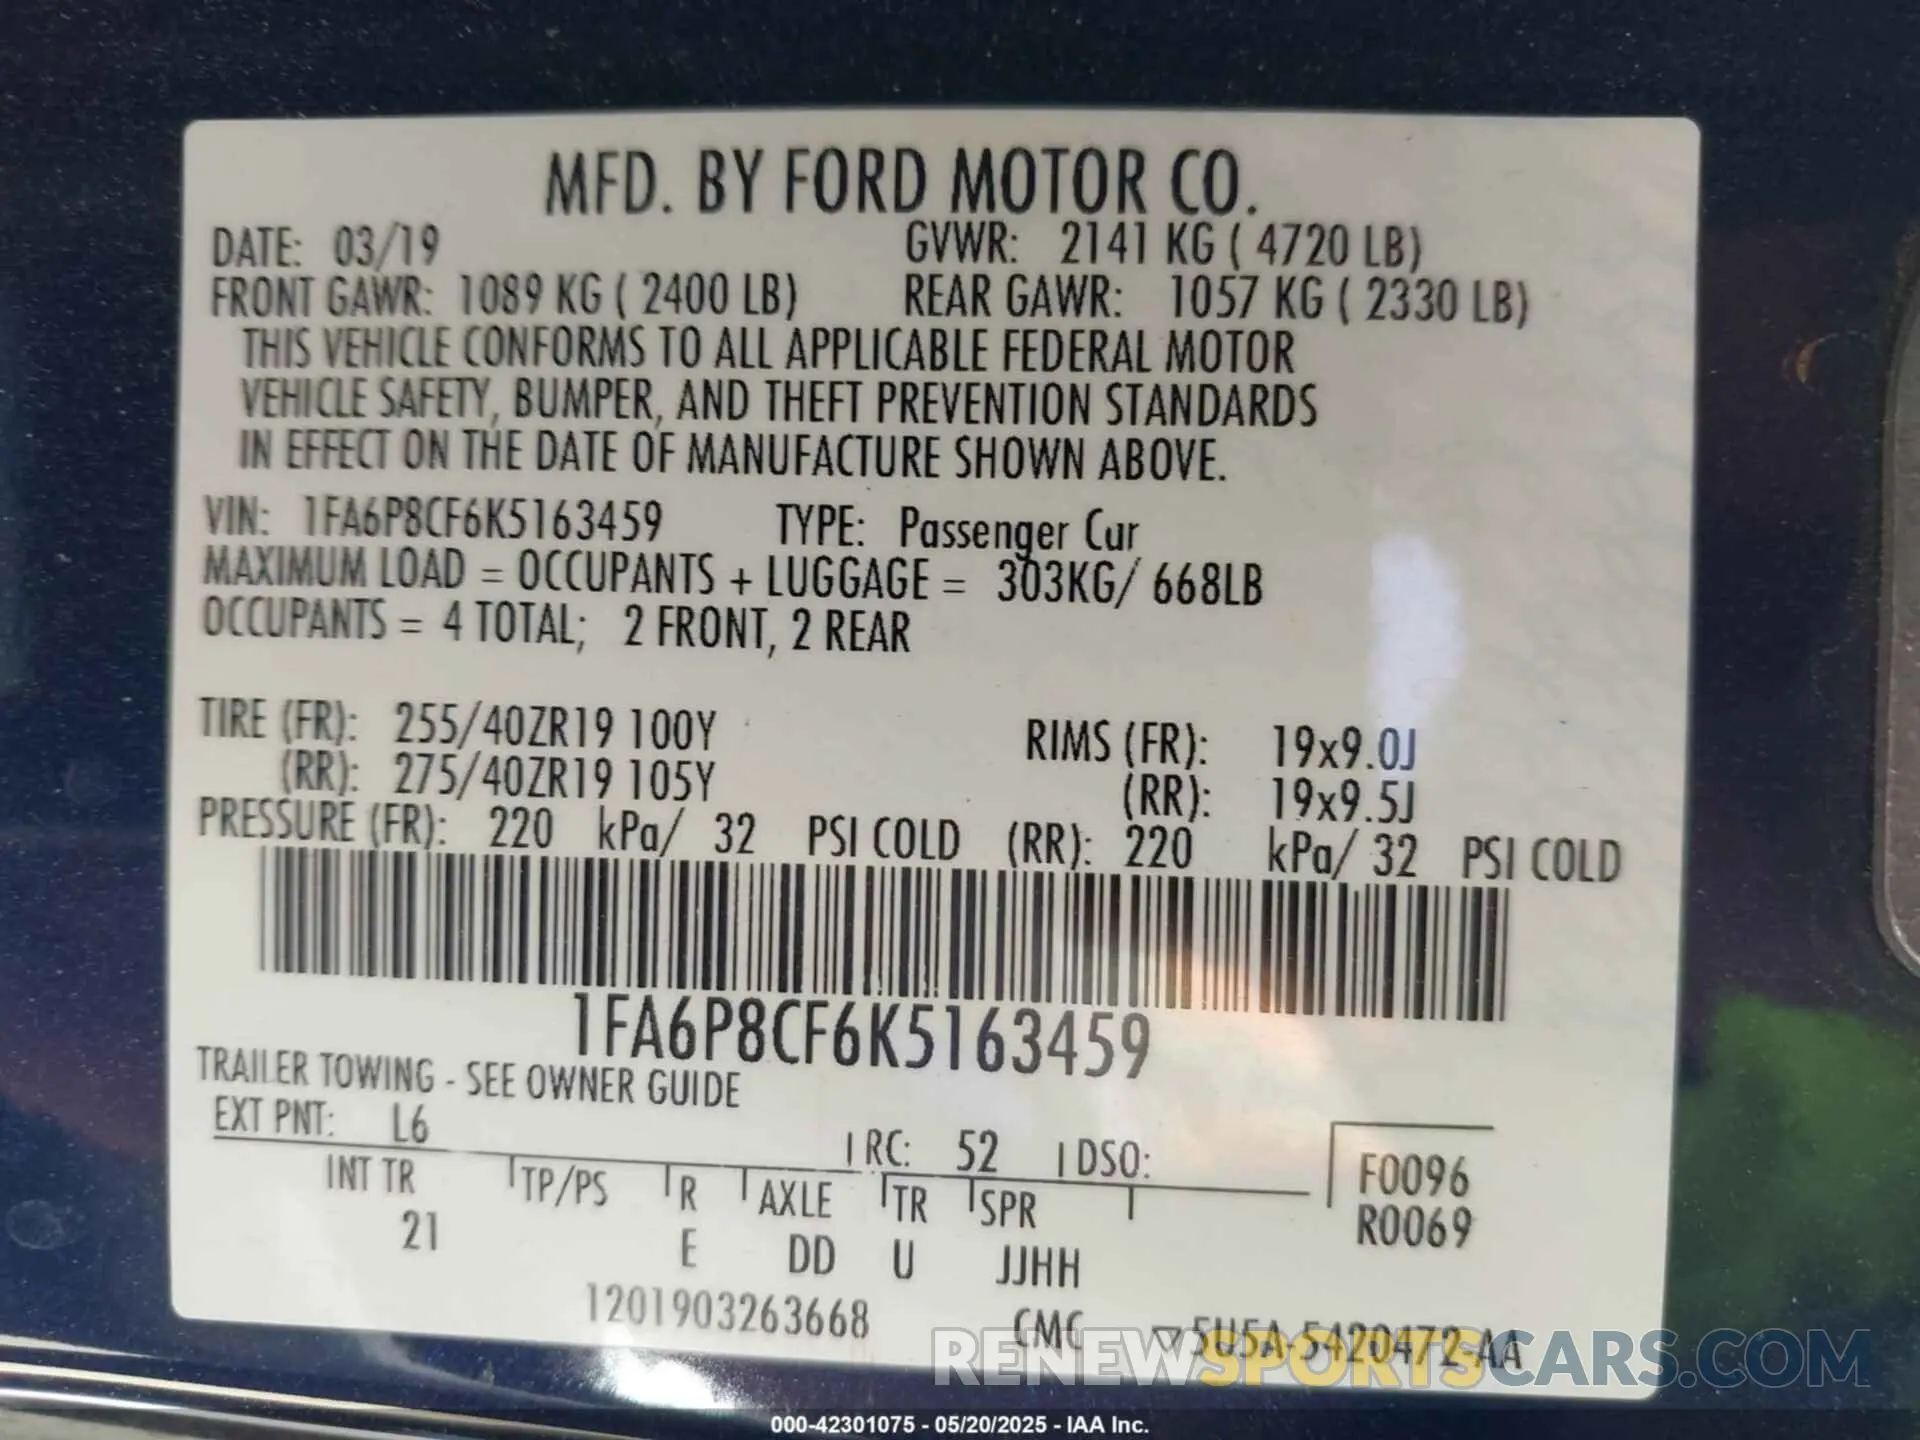 MFD. BY FORD MOTOR CO.
DATE: 03/19 GVWR: 2141 KG ( 4720 LB)
FRONT GAWR: 1089 KG ( 2400 LB) REAR GAWR: 1057 KG ( 2330 LB)
THIS VEHICLE CONFORMS TO ALL APPLICABLE FEDERAL MOTOR
VEHICLE SAFETY, BUMPER, AND THEFT PREVENTION STANDARDS
IN EFFECT ON THE DATE OF MANUFACTURE SHOWN ABOVE.
VIN: 1FA6P8CF6K5163459 TYPE: Passenger Car
MAXIMUM LOAD = OCCUPANTS + LUGGAGE = 303KG/ 668LB
OCCUPANTS = 4 TOTAL; 2 FRONT, 2 REAR
TIRE (FR): 255/40ZR19 100Y RIMS (FR): 19x9.0J
(RR): 275/40ZR19 105Y (RR): 19x9.5J
PRESSURE (FR): 220 kPa/ 32 PSI COLD (RR): 220 kPa/ 32 PSI COLD
1FA6P8CF6K5163459
TRAILER TOWING - SEE OWNER GUIDE
EXT PNT: L6 RC: 52 DSO: F0096
INT TR TP/PS R AXLE TR SPR R0069
21 E DD U JJHH
1201903263668 CMC ▽5U5A-5420472-AA
RENEWSPORTSCARS.COM
000-42301075 - 05/20/2025 - IAA Inc.